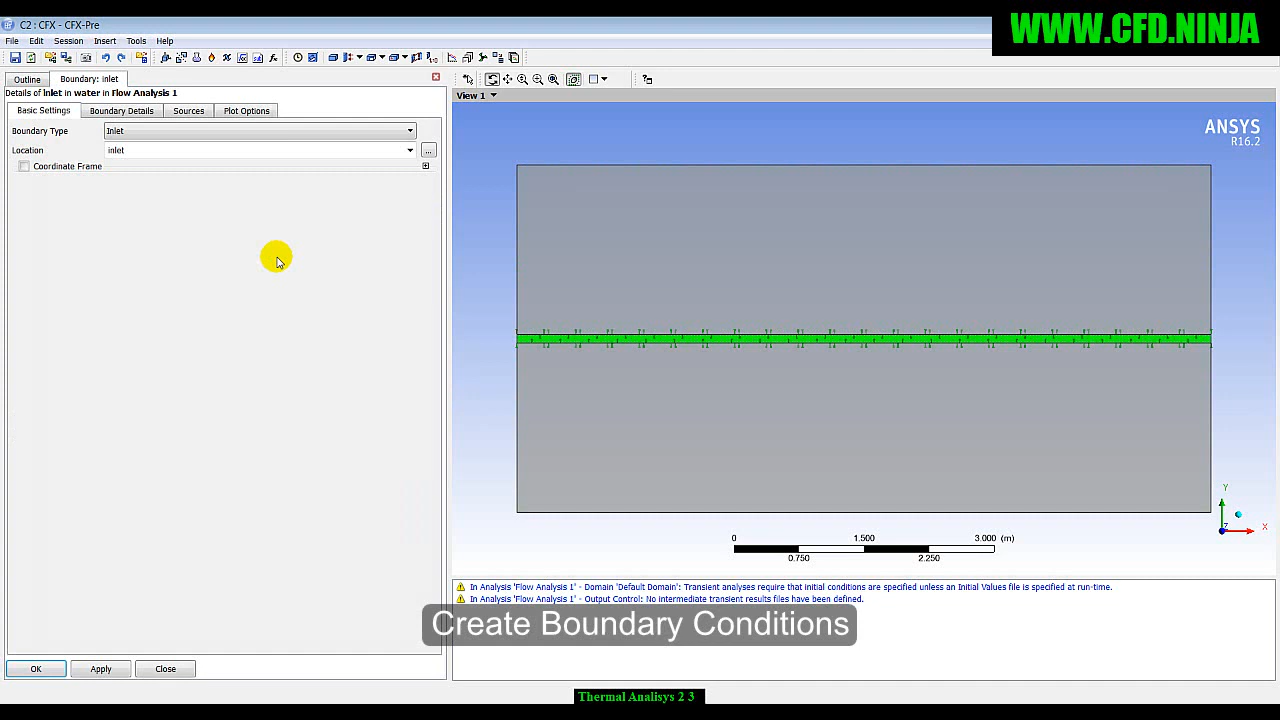 C2 : CFX - CFX-Pre
WWW.CFD.NINJA
File Edit Session Insert Tools Help
Outline Boundary: inlet
Details of inlet in water in Flow Analysis 1
Basic Settings Boundary Details Sources Plot Options
Boundary Type Inlet
Location inlet ...
Coordinate Frame
View 1
ANSYS
R16.2
Y
X
Z
0 1.500 3.000 (m)
0.750 2.250
In Analysis 'Flow Analysis 1' - Domain 'Default Domain': Transient analyses require that initial conditions are specified unless an Initial Values file is specified at run-time.
In Analysis 'Flow Analysis 1' - Output Control: No intermediate transient results files have been defined.
Create Boundary Conditions
OK Apply Close
Thermal Analisys 2 3